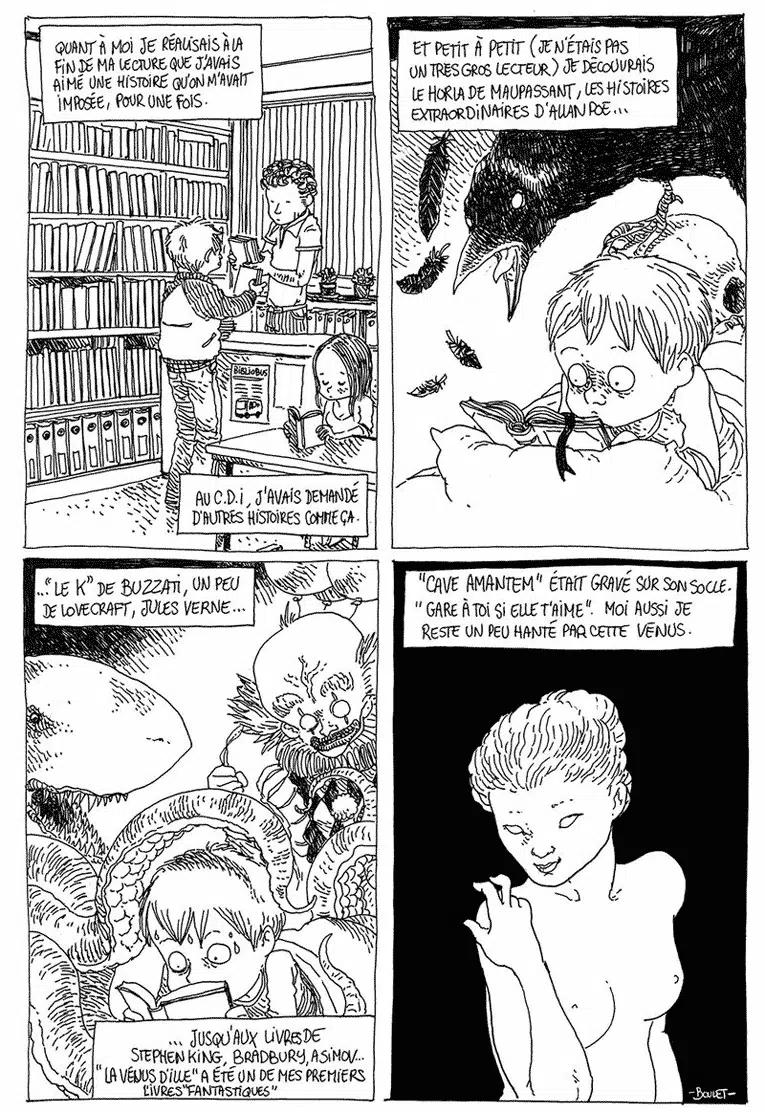 QUANT À MOI JE RÉALISAIS À LA
FIN DE MA LECTURE QUE J'AVAIS
AIMÉ UNE HISTOIRE QU'ON M'AVAIT
IMPOSÉE, POUR UNE FOIS.
BIBLIOBUS
AU C.D.i, J'AVAIS DEMANDÉ
D'AUTRES HISTOIRES COMME ÇA.
ET PETIT À PETIT (JE N'ÉTAIS PAS
UN TRES GROS LECTEUR) JE DÉCOUVRAIS
LE HORLA DE MAUPASSANT, LES HISTOIRES
EXTRAORDINAIRES D'ALLAN POE...
..."LE K" DE BUZZATI, UN PEU
DE LOVECRAFT, JULES VERNE...
... JUSQU'AUX LIVRES DE
STEPHEN KING, BRADBURY, ASIMOV...
"LA VÉNUS D'ILLE" A ÉTÉ UN DE MES PREMIERS
LIVRES "FANTASTIQUES"
"CAVE AMANTEM" ÉTAIT GRAVÉ SUR SON SOCLE.
"GARE À TOI SI ELLE T'AIME". MOI AUSSI JE
RESTE UN PEU HANTÉ PAR CETTE VENUS.
-BOULET-